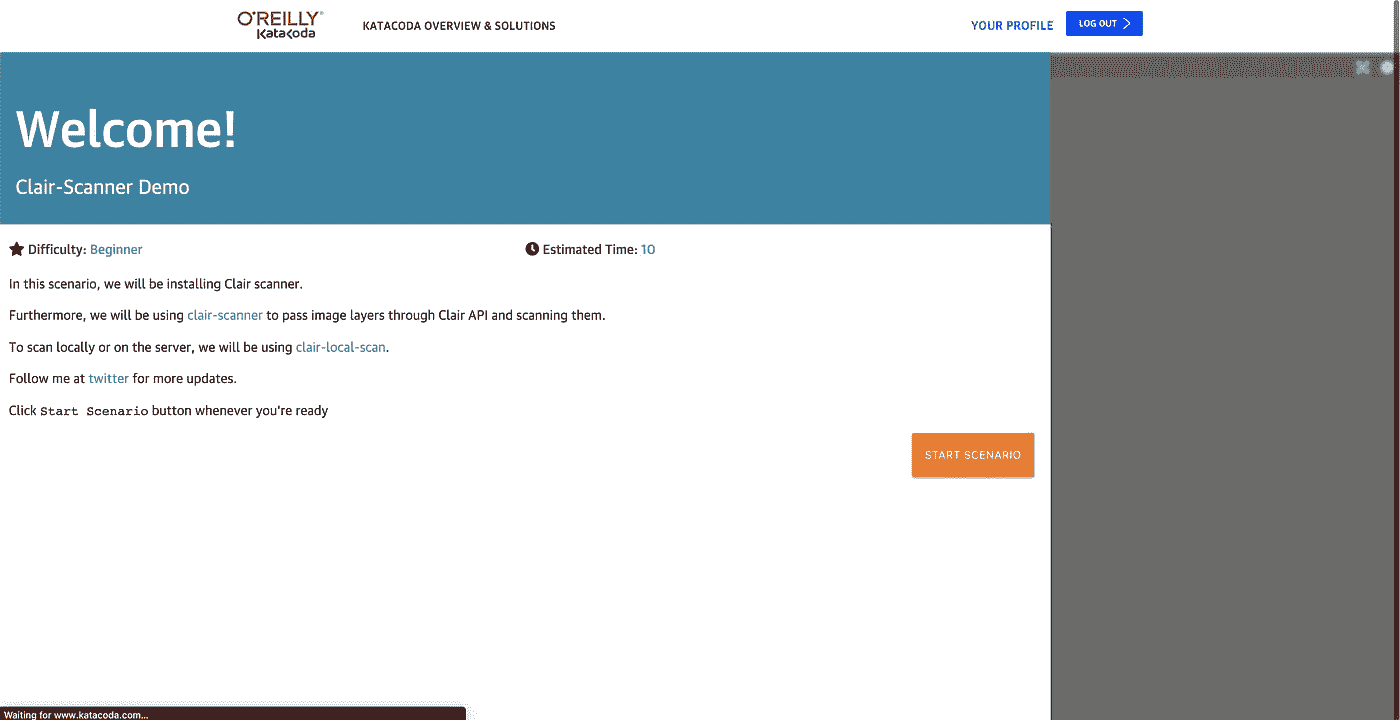 O'REILLY
Katacoda
KATACODA OVERVIEW & SOLUTIONS
YOUR PROFILE
LOG OUT
Welcome!
Clair-Scanner Demo
Difficulty: Beginner
Estimated Time: 10
In this scenario, we will be installing Clair scanner.
Furthermore, we will be using clair-scanner to pass image layers through Clair API and scanning them.
To scan locally or on the server, we will be using clair-local-scan.
Follow me at twitter for more updates.
Click Start Scenario button whenever you're ready
START SCENARIO
Waiting for www.katacoda.com...